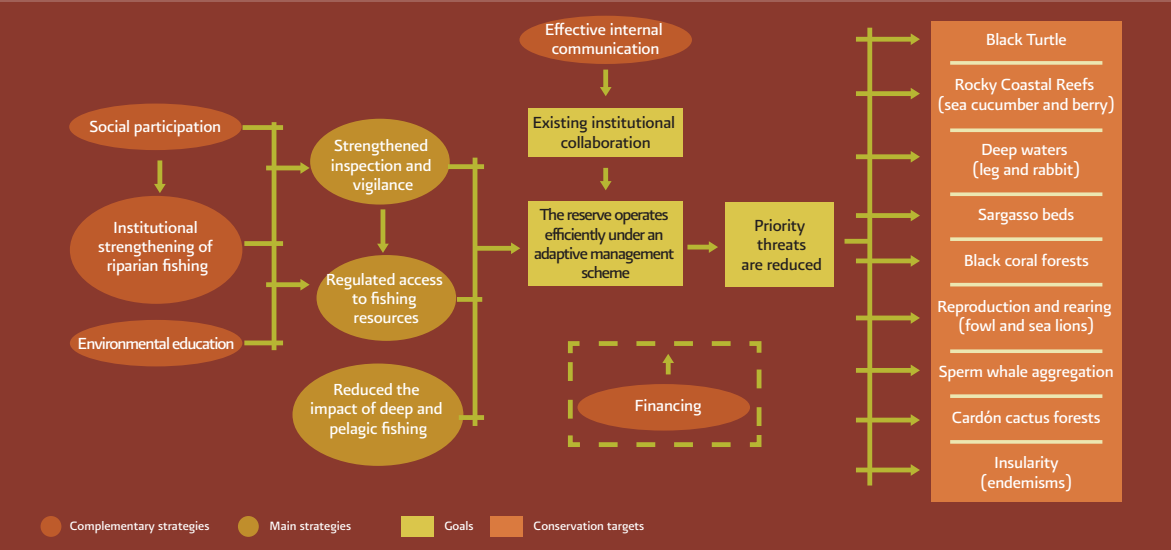 Social participation
Institutional
strengthening of
riparian fishing
Environmental education
Strengthened
inspection and
vigilance
Regulated access
to fishing
resources
Reduced the
impact of deep and
pelagic fishing
Effective internal
communication
Existing institutional
collaboration
The reserve operates
efficiently under an
adaptive management
scheme
Financing
Priority
threats
are reduced
Black Turtle
Rocky Coastal Reefs
(sea cucumber and berry)
Deep waters
(leg and rabbit)
Sargasso beds
Black coral forests
Reproduction and rearing
(fowl and sea lions)
Sperm whale aggregation
Cardón cactus forests
Insularity
(endemisms)
Complementary strategies
Main strategies
Goals
Conservation targets